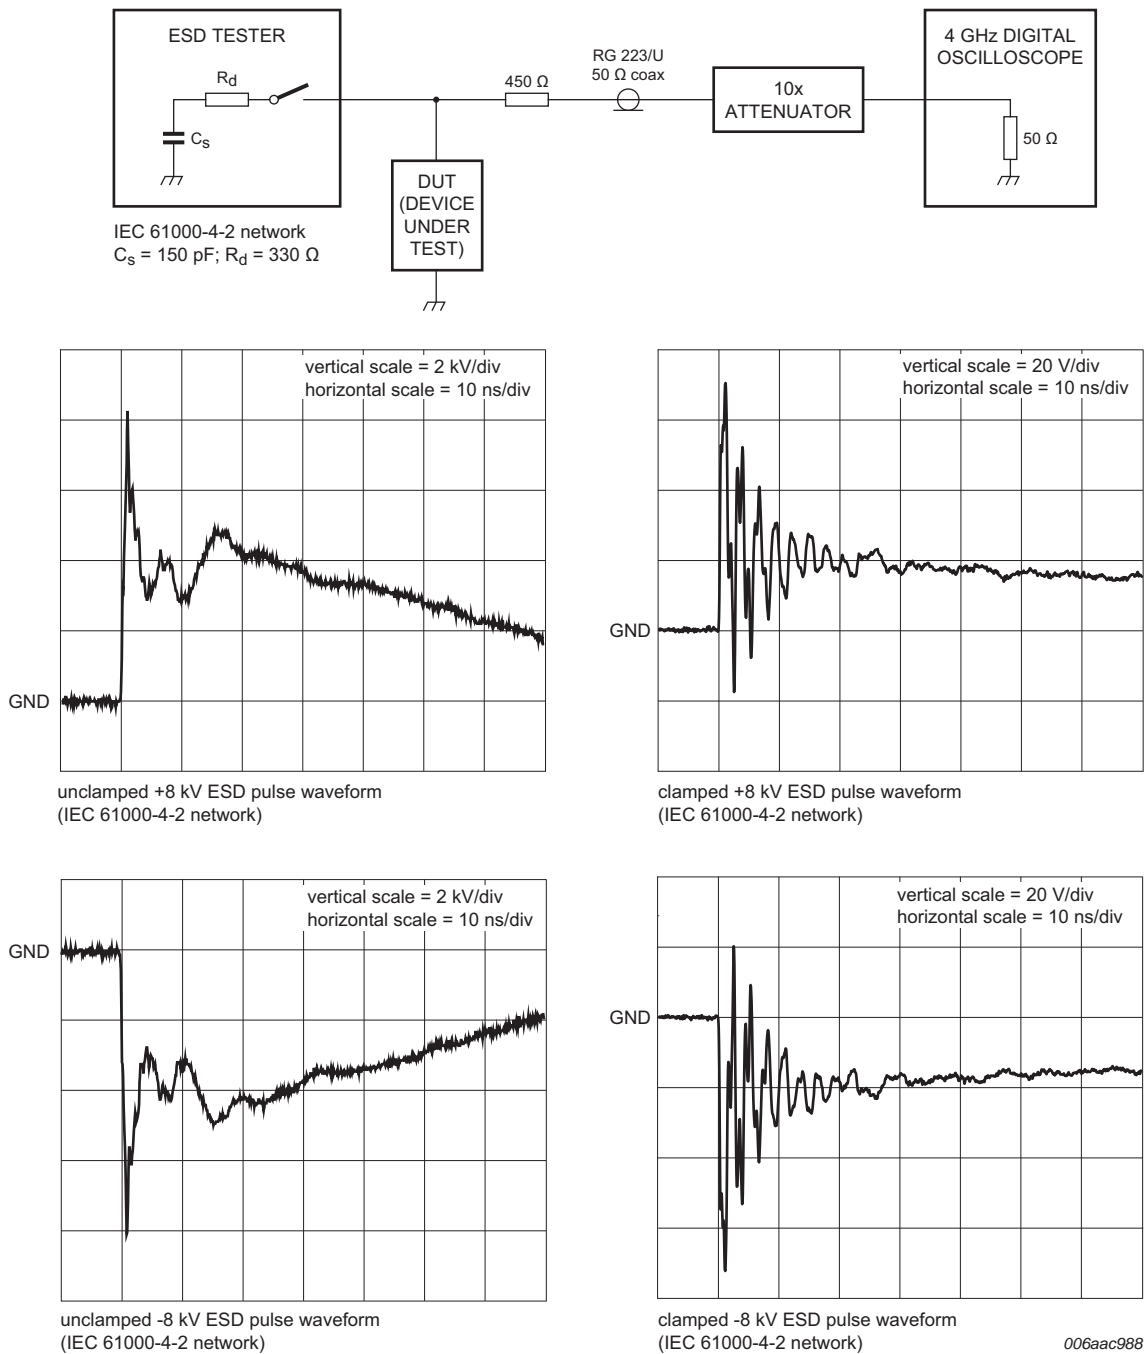 ESD TESTER
Rd
Cs
IEC 61000-4-2 network
Cs = 150 pF; Rd = 330 Ω
DUT
(DEVICE
UNDER
TEST)
450 Ω
RG 223/U
50 Ω coax
10x
ATTENUATOR
4 GHz DIGITAL
OSCILLOSCOPE
50 Ω
vertical scale = 2 kV/div
horizontal scale = 10 ns/div
GND
unclamped +8 kV ESD pulse waveform
(IEC 61000-4-2 network)
vertical scale = 20 V/div
horizontal scale = 10 ns/div
GND
clamped +8 kV ESD pulse waveform
(IEC 61000-4-2 network)
vertical scale = 2 kV/div
horizontal scale = 10 ns/div
GND
unclamped -8 kV ESD pulse waveform
(IEC 61000-4-2 network)
vertical scale = 20 V/div
horizontal scale = 10 ns/div
GND
clamped -8 kV ESD pulse waveform
(IEC 61000-4-2 network)
006aac988